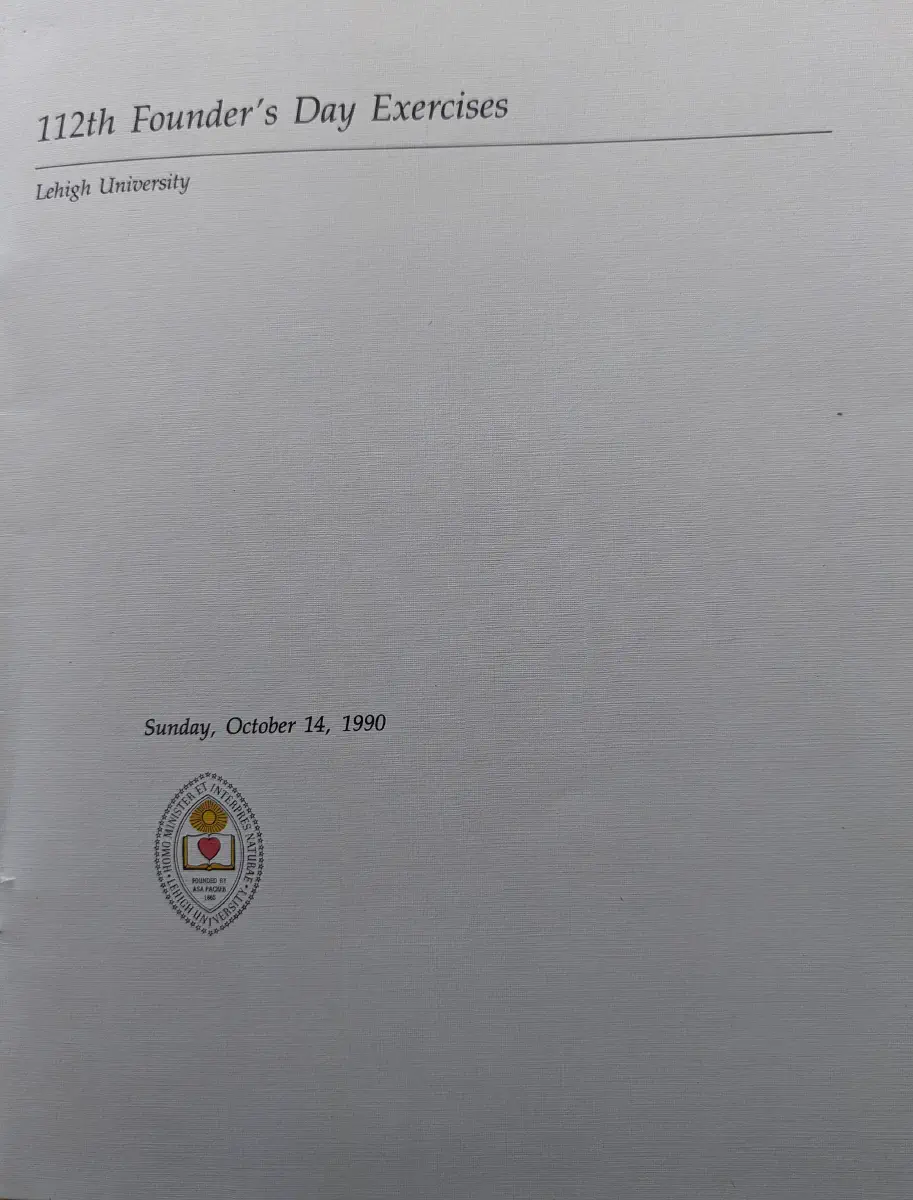 112th Founder's Day Exercises
Lehigh University
Sunday, October 14, 1990
HOMO MINISTER ET INTERPRES NATURAE
FOUNDED BY
ASA PACKER
1865
LEHIGH UNIVERSITY